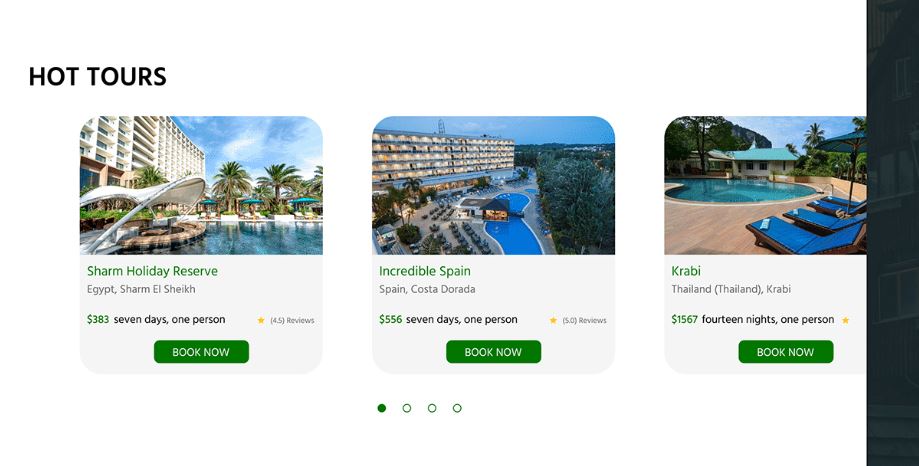 HOT TOURS
Sharm Holiday Reserve
Egypt, Sharm El Sheikh
$383 seven days, one person (4.5) Reviews
BOOK NOW
Incredible Spain
Spain, Costa Dorada
$556 seven days, one person (5.0) Reviews
BOOK NOW
Krabi
Thailand (Thailand), Krabi
$1567 fourteen nights, one person
BOOK NOW